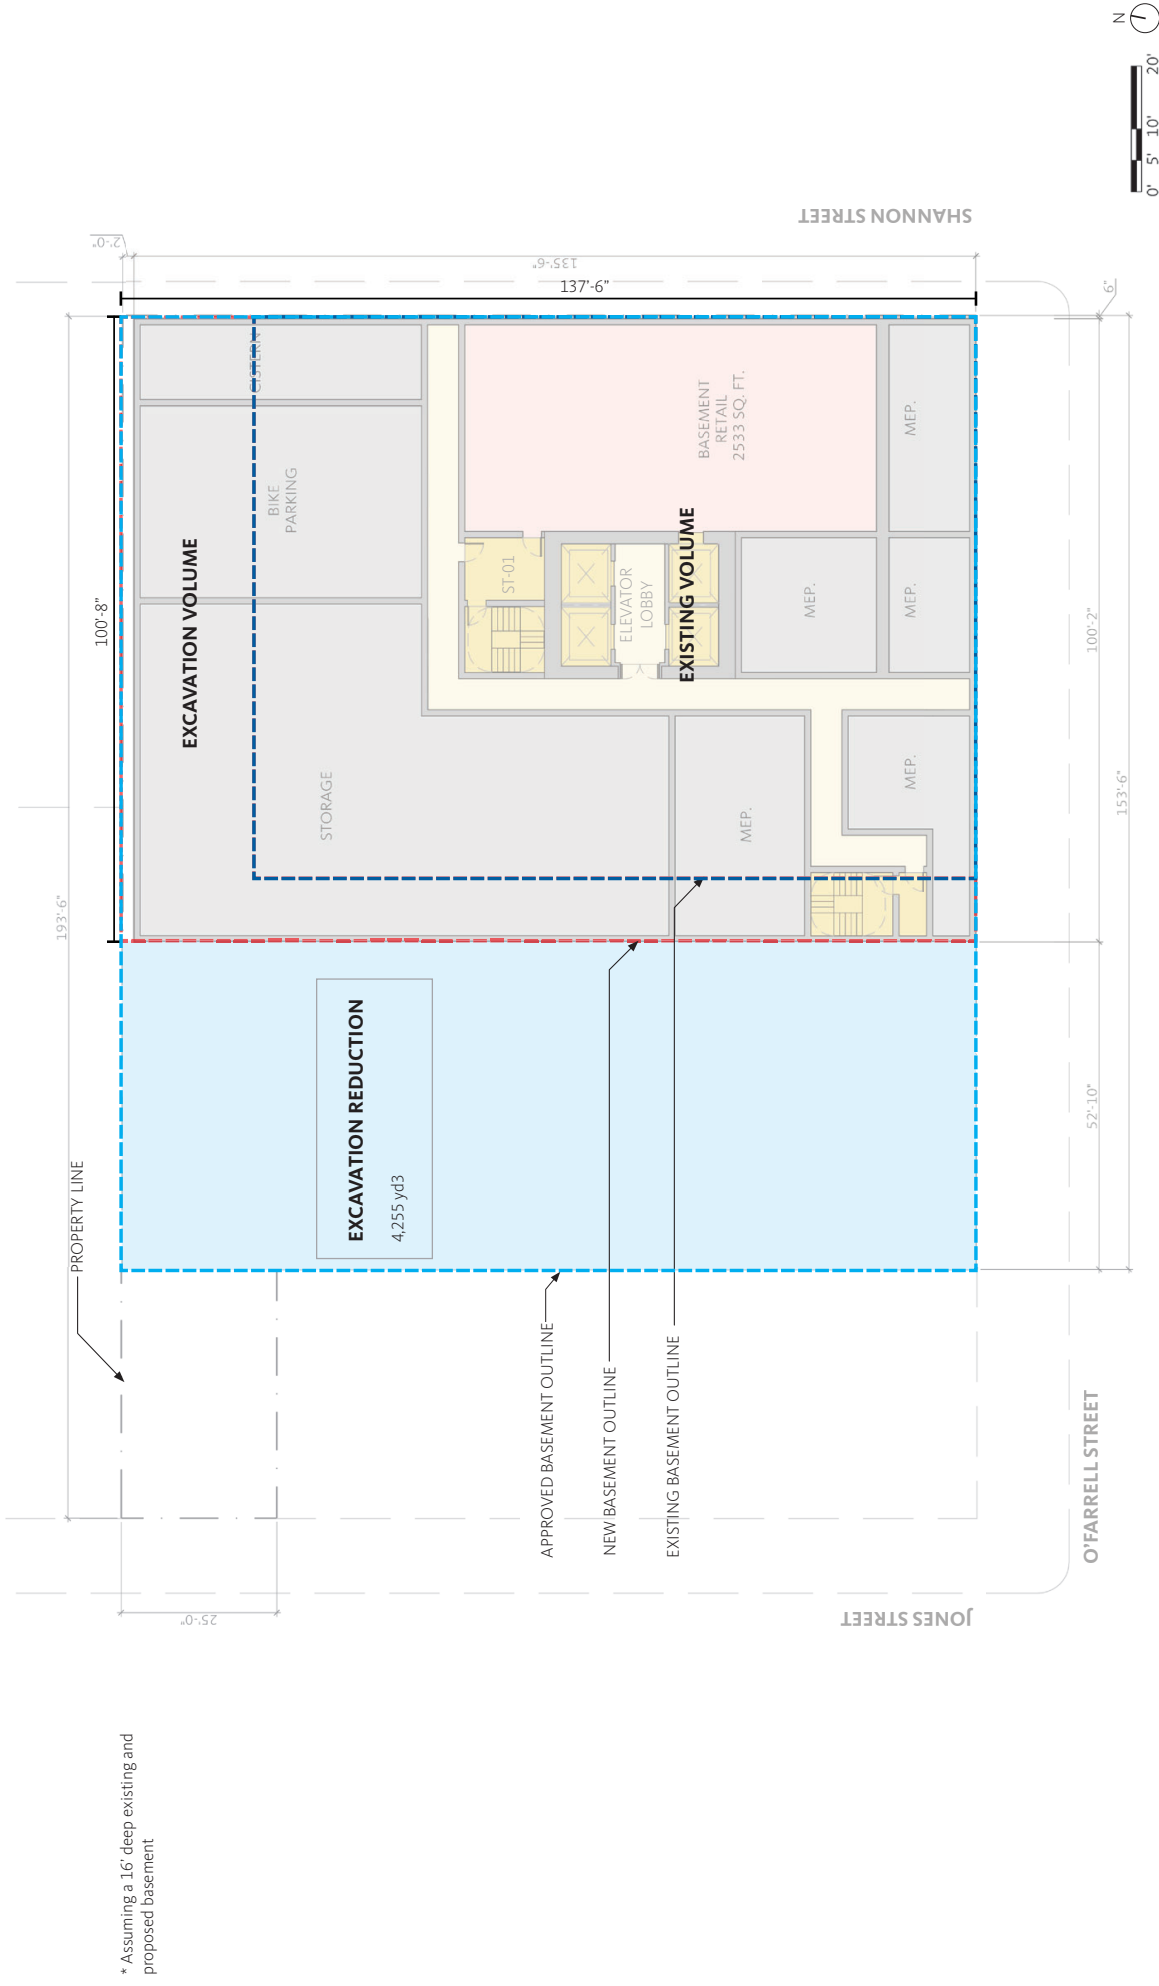 N
0' 5' 10' 20'
SHANNON STREET
2'-0"
135'-6"
137'-6"
6"
193'-6"
100'-8"
100'-2"
153'-6"
52'-10"
25'-0"
CISTERN
BIKE
PARKING
EXCAVATION VOLUME
STORAGE
ST-01
ELEVATOR
LOBBY
EXISTING VOLUME
BASEMENT
RETAIL
2533 SQ. FT.
MEP.
MEP.
MEP.
MEP.
MEP.
EXCAVATION REDUCTION
4,255 yd3
PROPERTY LINE
APPROVED BASEMENT OUTLINE
NEW BASEMENT OUTLINE
EXISTING BASEMENT OUTLINE
O'FARRELL STREET
JONES STREET
* Assuming a 16' deep existing and
proposed basement